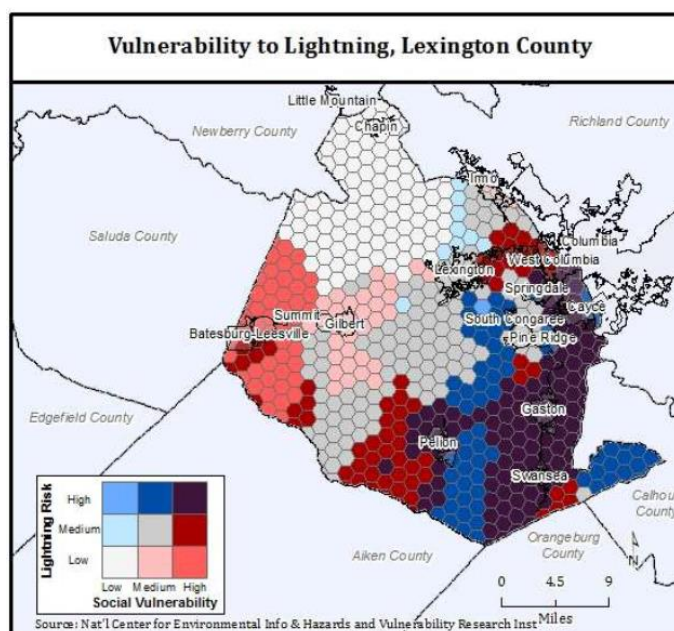 Vulnerability to Lightning, Lexington County
Little Mountain
Newberry County
Chapin
Richland County
Irmo
Saluda County
Columbia
West Columbia
Lexington
Springdale
Cayce
Summit
South Congaree
Gilbert
Batesburg-Leesville
Pine Ridge
Edgefield County
Gaston
Pelion
Swansea
Calhou
County
Orangeburg
County
Aiken County
N
Lightning Risk
High
Medium
Low
Low Medium High
Social Vulnerability
0 4.5 9
Miles
Source: Nat'l Center for Environmental Info & Hazards and Vulnerability Research Inst